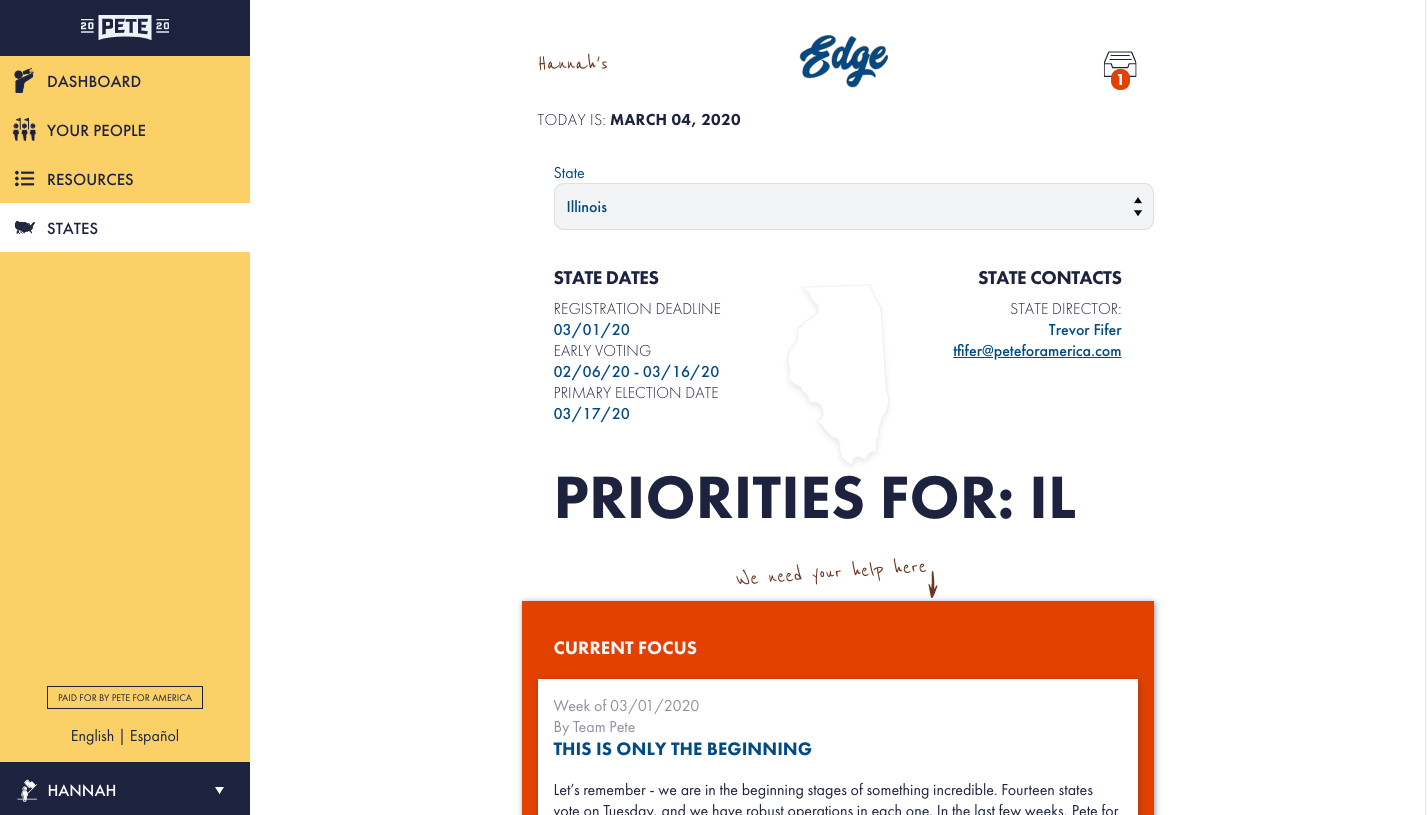 20 PETE 20
DASHBOARD
YOUR PEOPLE
RESOURCES
STATES
PAID FOR BY PETE FOR AMERICA
English | Español
HANNAH
Hannah's
Edge
1
TODAY IS: MARCH 04, 2020
State
Illinois
STATE DATES
REGISTRATION DEADLINE
03/01/20
EARLY VOTING
02/06/20 - 03/16/20
PRIMARY ELECTION DATE
03/17/20
STATE CONTACTS
STATE DIRECTOR:
Trevor Fifer
tfifer@peteforamerica.com
PRIORITIES FOR: IL
We need your help here
CURRENT FOCUS
Week of 03/01/2020
By Team Pete
THIS IS ONLY THE BEGINNING
Let's remember - we are in the beginning stages of something incredible. Fourteen states
vote on Tuesday, and we have robust operations in each one. In the last few weeks, Pete for